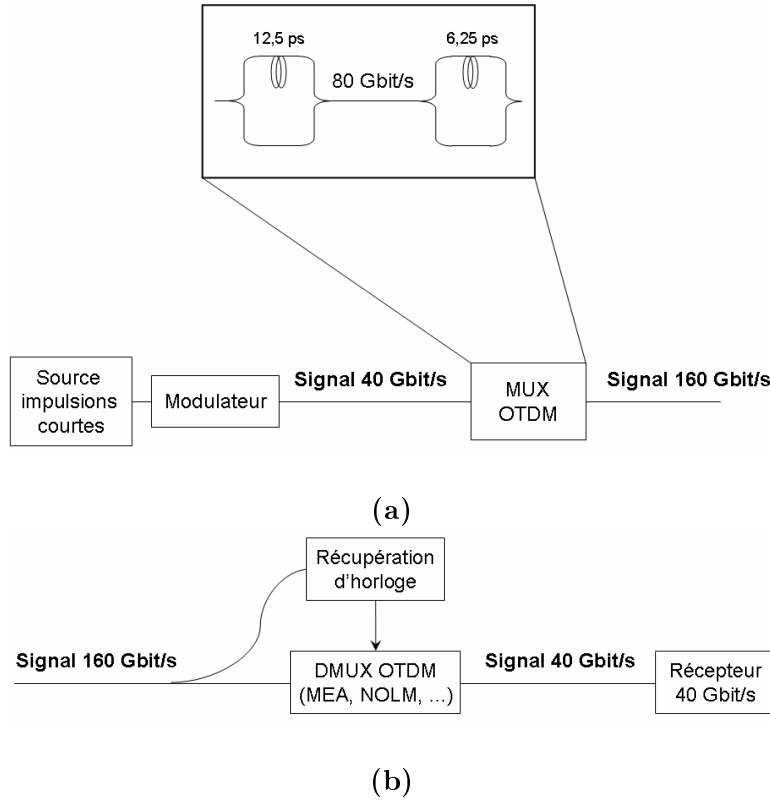 12,5 ps
6,25 ps
80 Gbit/s
Source
impulsions
courtes
Modulateur
Signal 40 Gbit/s
MUX
OTDM
Signal 160 Gbit/s
(a)
Récupération
d'horloge
Signal 160 Gbit/s
DMUX OTDM
(MEA, NOLM, ...)
Signal 40 Gbit/s
Récepteur
40 Gbit/s
(b)